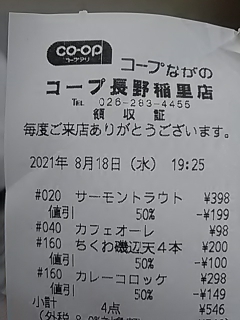 co-op
コープデリ
コープながの
コープ長野稲里店
TEL 026-283-4455
領収証
毎度ご来店ありがとうございます。
2021年 8月18日(水) 19:25
#020 サーモントラウト ¥398
値引 50% -¥199
#040 カフェオーレ ¥98
#160 ちくわ磯辺天4本 ¥200
値引 50% -¥100
#160 カレーコロッケ ¥298
値引 50% -¥149
小計 4点 ¥546